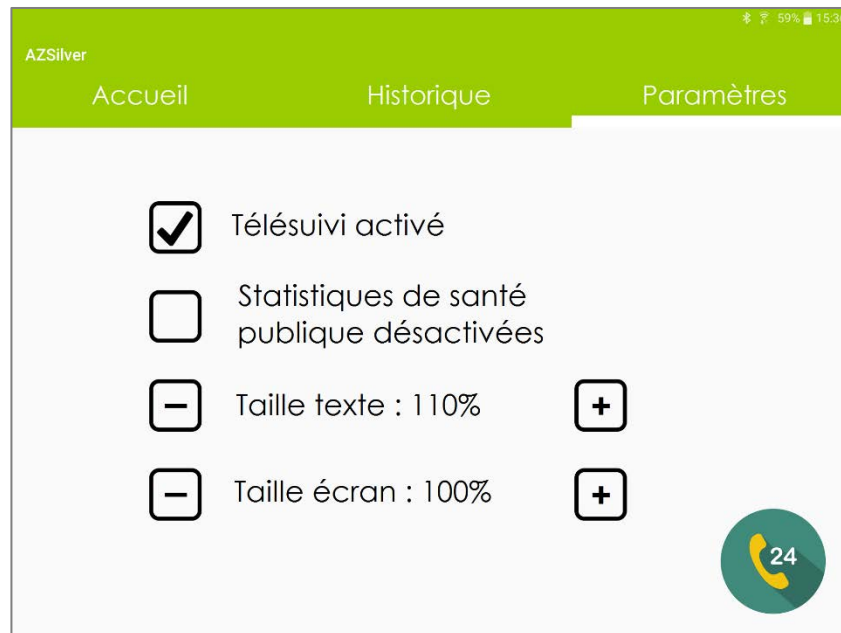 59% 15:36
AZSilver
Accueil Historique Paramètres
Télésuivi activé
Statistiques de santé
publique désactivées
− Taille texte : 110% +
− Taille écran : 100% +
24